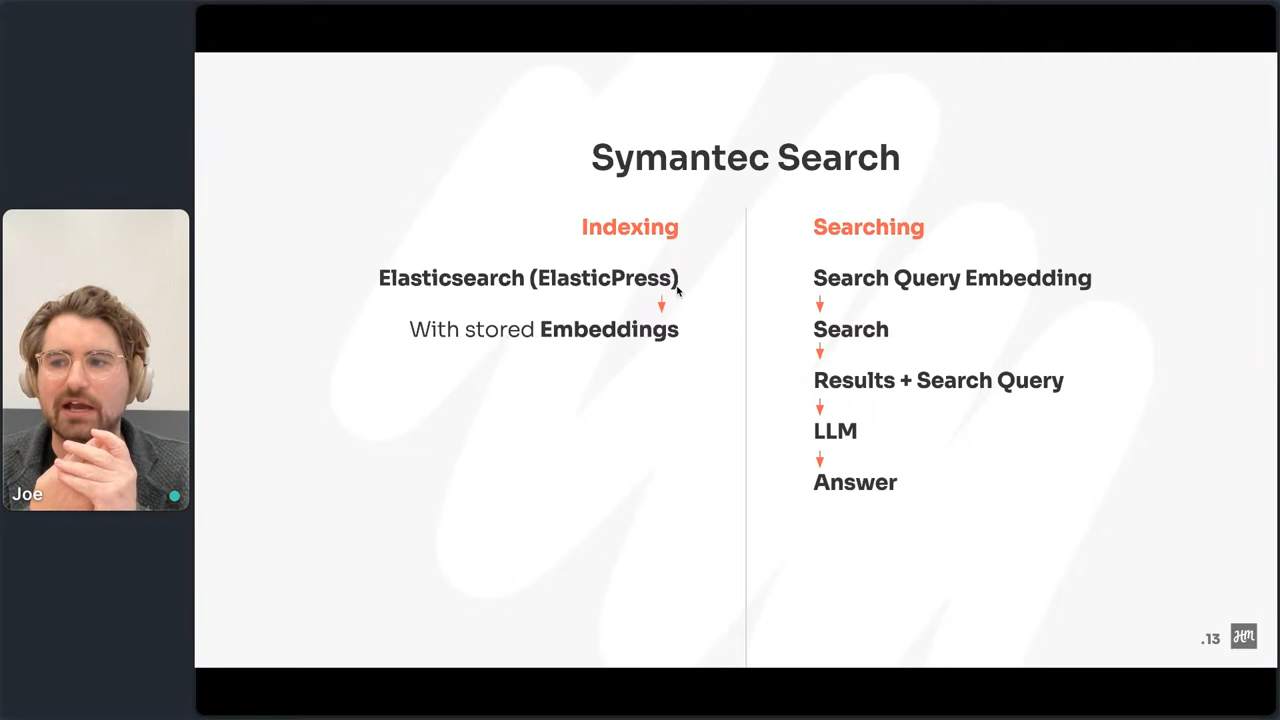 Symantec Search
Indexing
Elasticsearch (ElasticPress)
With stored Embeddings
Searching
Search Query Embedding
Search
Results + Search Query
LLM
Answer
Joe
.13
HM